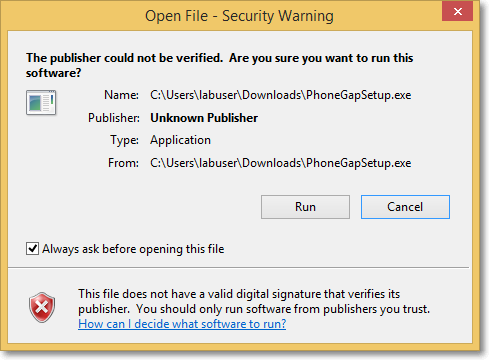 Open File - Security Warning
The publisher could not be verified.  Are you sure you want to run this
software?
Name: C:\Users\labuser\Downloads\PhoneGapSetup.exe
Publisher: Unknown Publisher
Type: Application
From: C:\Users\labuser\Downloads\PhoneGapSetup.exe
Run Cancel
Always ask before opening this file
This file does not have a valid digital signature that verifies its
publisher.  You should only run software from publishers you trust.
How can I decide what software to run?